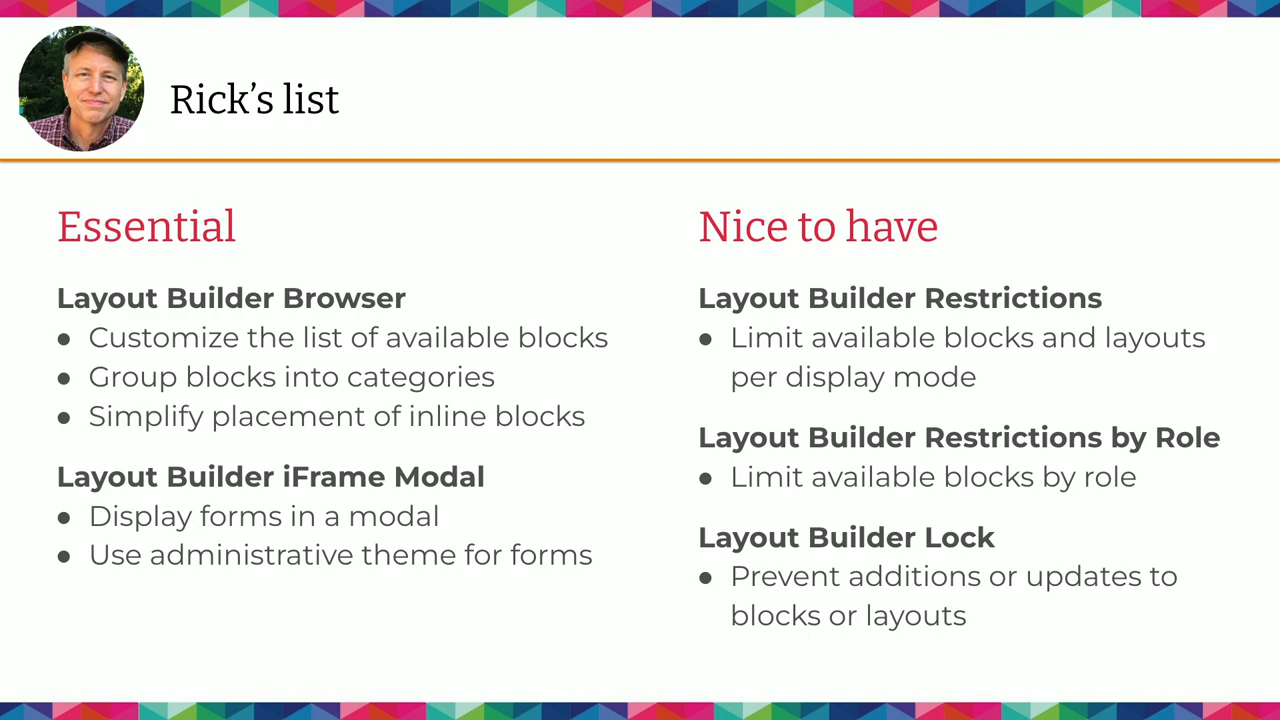 Rick’s list
Essential
Layout Builder Browser
● Customize the list of available blocks
● Group blocks into categories
● Simplify placement of inline blocks
Layout Builder iFrame Modal
● Display forms in a modal
● Use administrative theme for forms
Nice to have
Layout Builder Restrictions
● Limit available blocks and layouts
per display mode
Layout Builder Restrictions by Role
● Limit available blocks by role
Layout Builder Lock
● Prevent additions or updates to
blocks or layouts